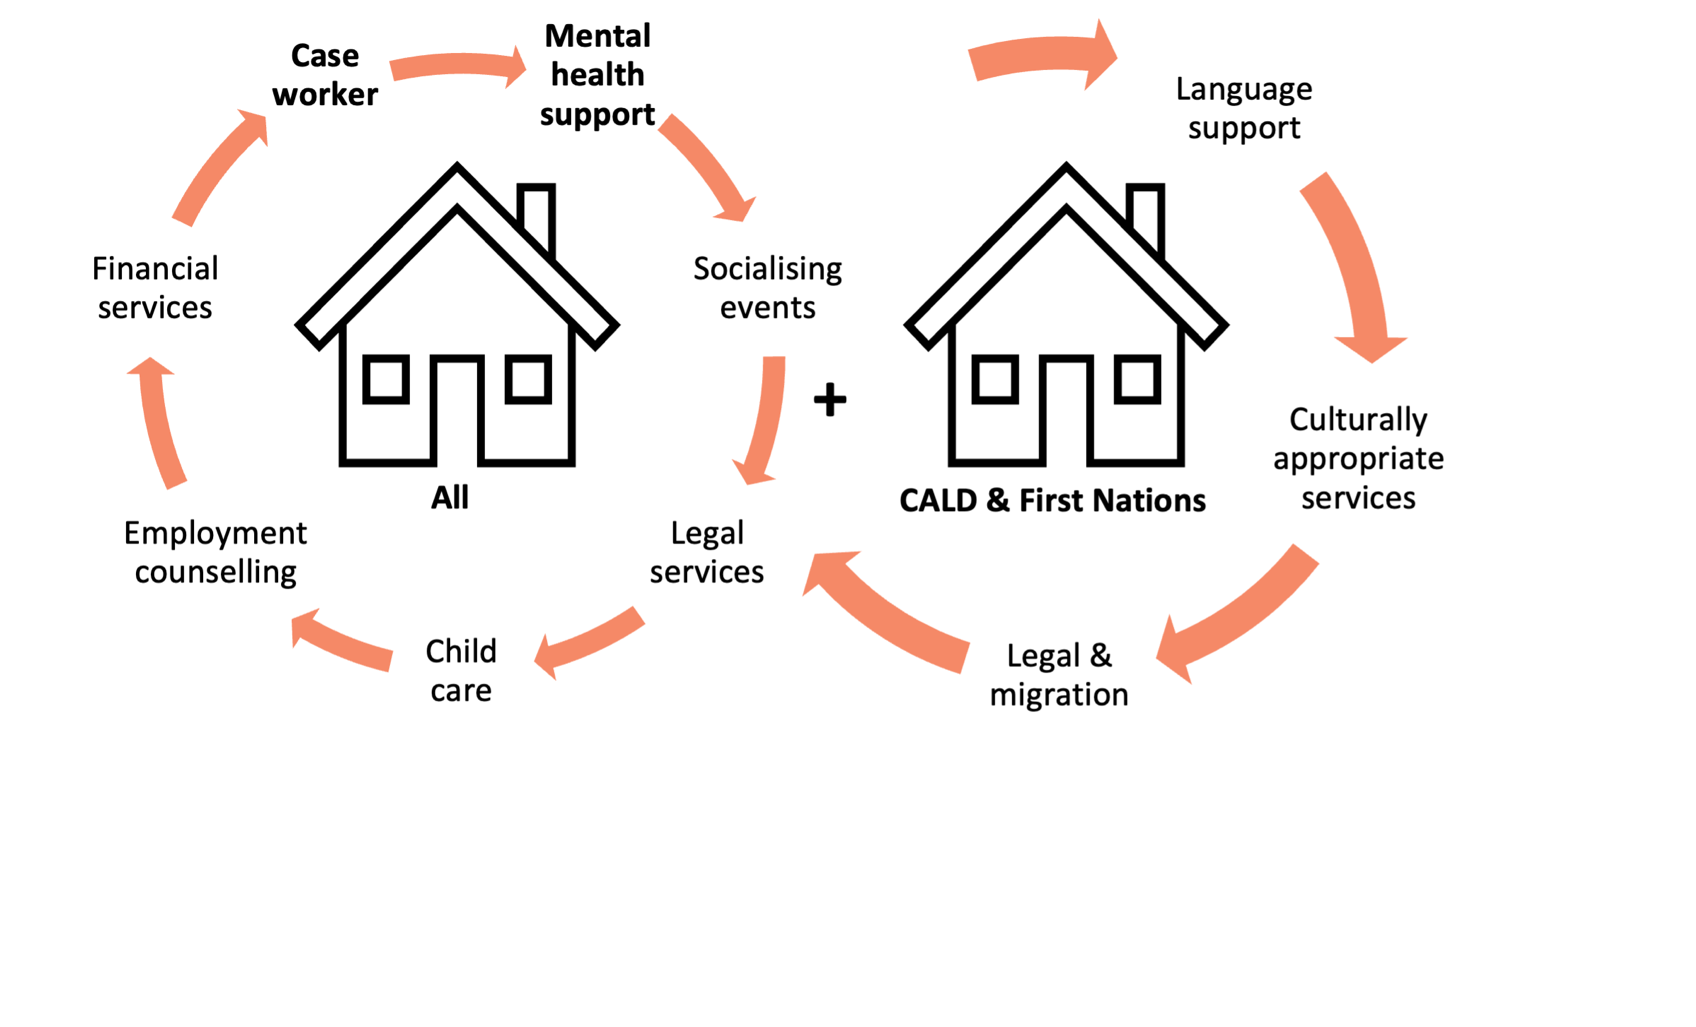 Case
worker
Mental
health
support
Socialising
events
Legal
services
Child
care
Employment
counselling
Financial
services
All
+
Language
support
Culturally
appropriate
services
Legal &
migration
CALD & First Nations